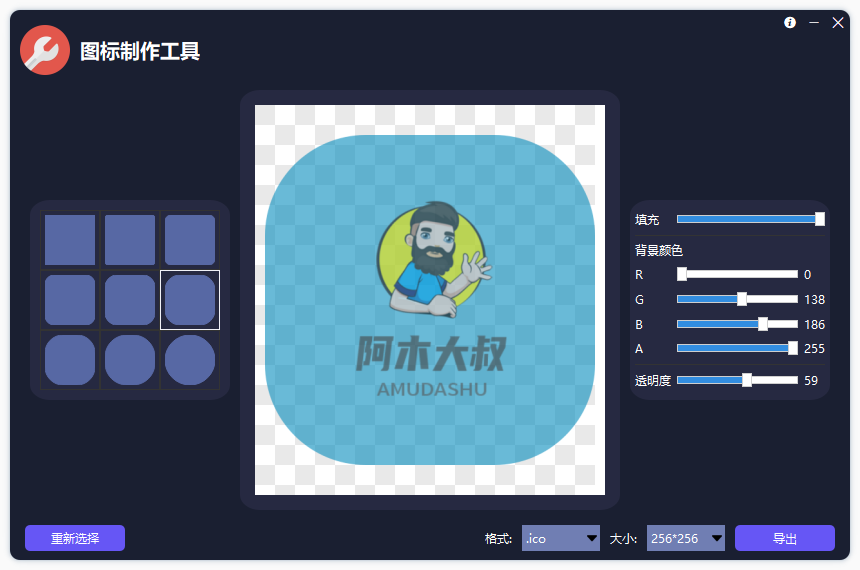 图标制作工具
阿木大叔
AMUDASHU
填充
背景颜色
R 0
G 138
B 186
A 255
透明度 59
重新选择
格式: .ico 大小: 256*256 导出